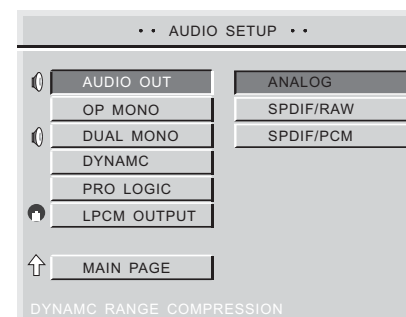 •• AUDIO SETUP ••
AUDIO OUT
OP MONO
DUAL MONO
DYNAMC
PRO LOGIC
LPCM OUTPUT
MAIN PAGE
ANALOG
SPDIF/RAW
SPDIF/PCM
DYNAMC RANGE COMPRESSION